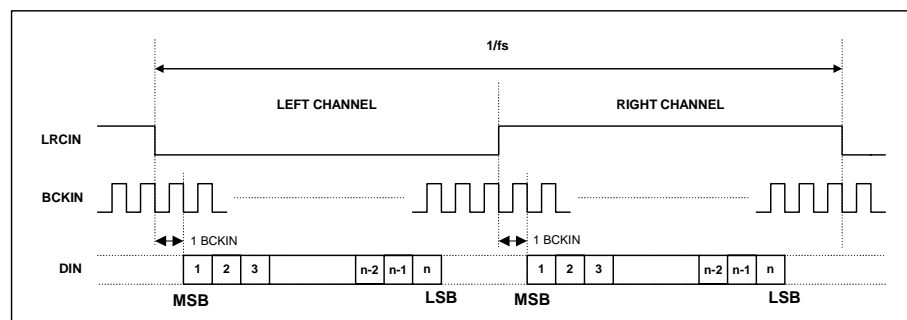 1/fs
LEFT CHANNEL RIGHT CHANNEL
LRCIN
BCKIN
1 BCKIN 1 BCKIN
DIN 1 2 3 n-2 n-1 n 1 2 3 n-2 n-1 n
MSB LSB MSB LSB